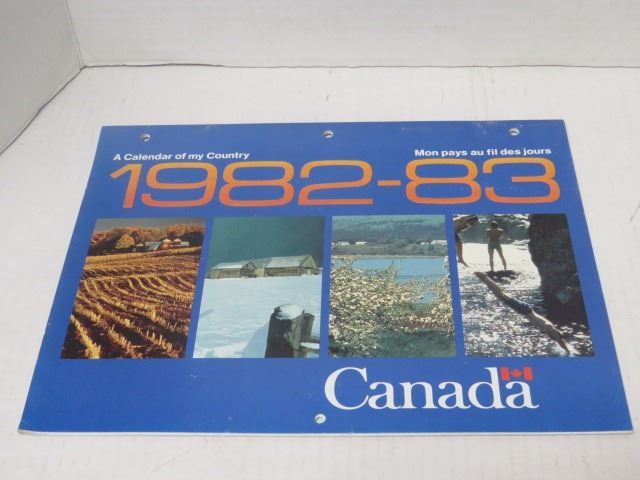 A Calendar of my Country
Mon pays au fil des jours
1982-83
Canada